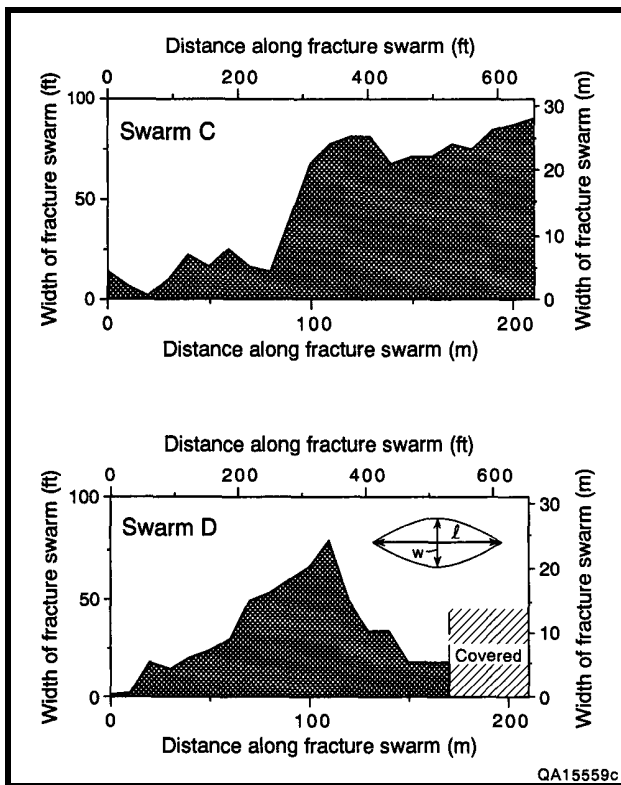 Distance along fracture swarm (ft)
0 200 400 600
Width of fracture swarm (ft)
100
50
0
Swarm C
30
20
10
0
Width of fracture swarm (m)
0 100 200
Distance along fracture swarm (m)
Distance along fracture swarm (ft)
0 200 400 600
Width of fracture swarm (ft)
100
50
0
Swarm D
ℓ
w
Covered
30
20
10
0
Width of fracture swarm (m)
0 100 200
Distance along fracture swarm (m)
QA15559c